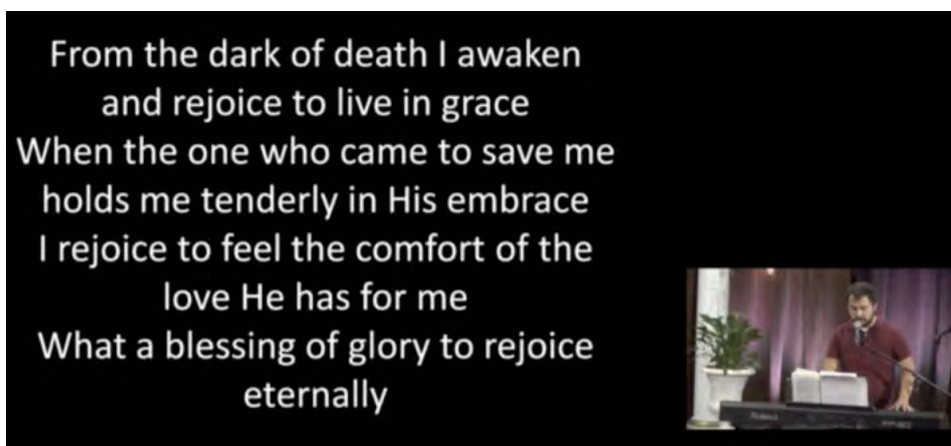 From the dark of death I awaken
and rejoice to live in grace
When the one who came to save me
holds me tenderly in His embrace
I rejoice to feel the comfort of the
love He has for me
What a blessing of glory to rejoice
eternally
Roland